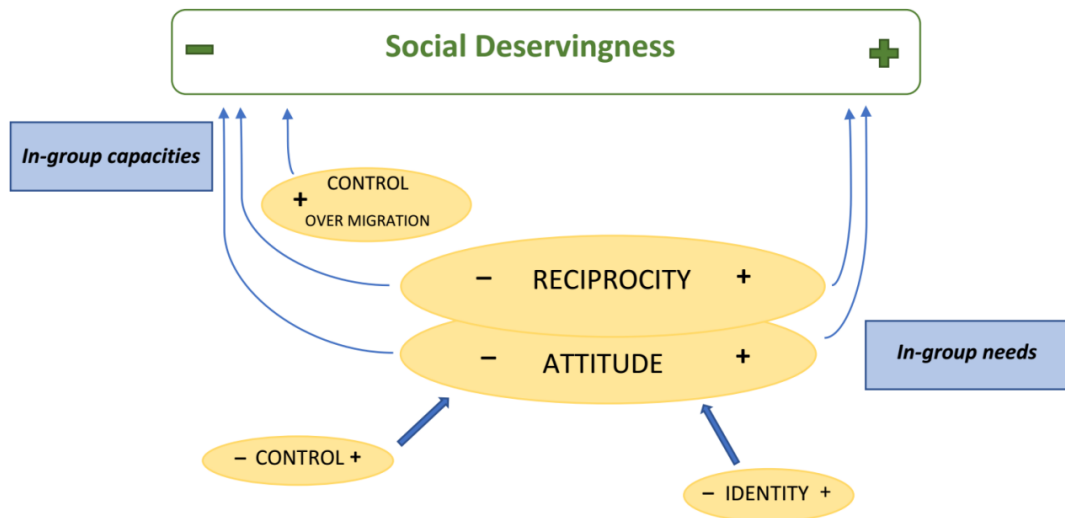 Social Deservingness
In-group capacities
+ CONTROL
OVER MIGRATION
– RECIPROCITY +
– ATTITUDE +
In-group needs
– CONTROL +
– IDENTITY +